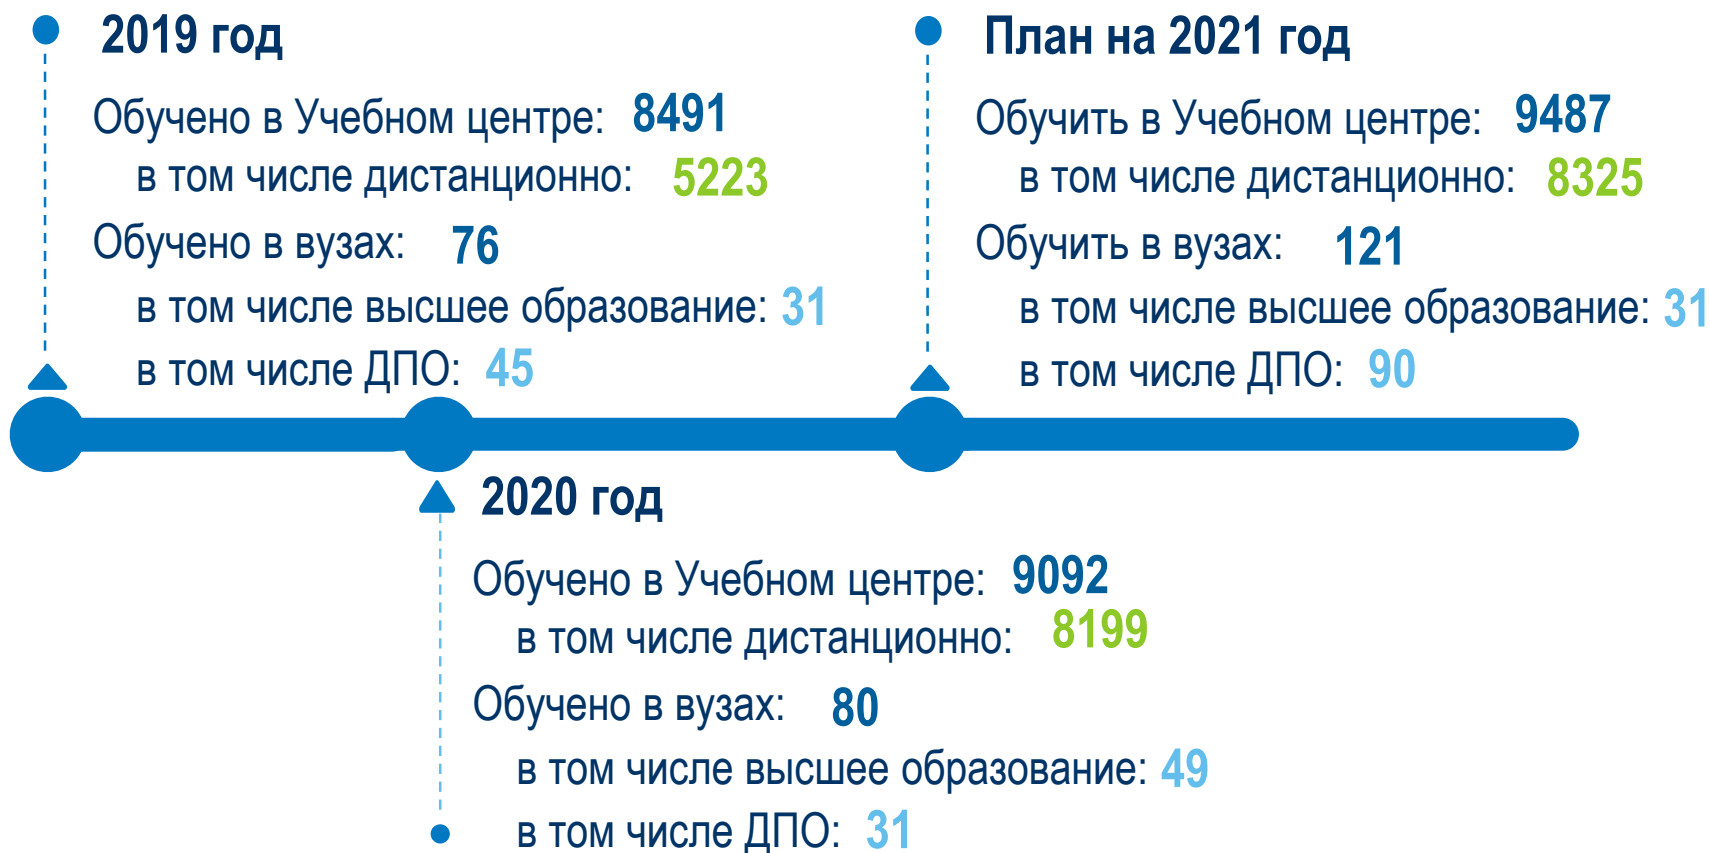 2019 год
Обучено в Учебном центре: 8491
в том числе дистанционно: 5223
Обучено в вузах: 76
в том числе высшее образование: 31
в том числе ДПО: 45
План на 2021 год
Обучить в Учебном центре: 9487
в том числе дистанционно: 8325
Обучить в вузах: 121
в том числе высшее образование: 31
в том числе ДПО: 90
2020 год
Обучено в Учебном центре: 9092
в том числе дистанционно: 8199
Обучено в вузах: 80
в том числе высшее образование: 49
в том числе ДПО: 31